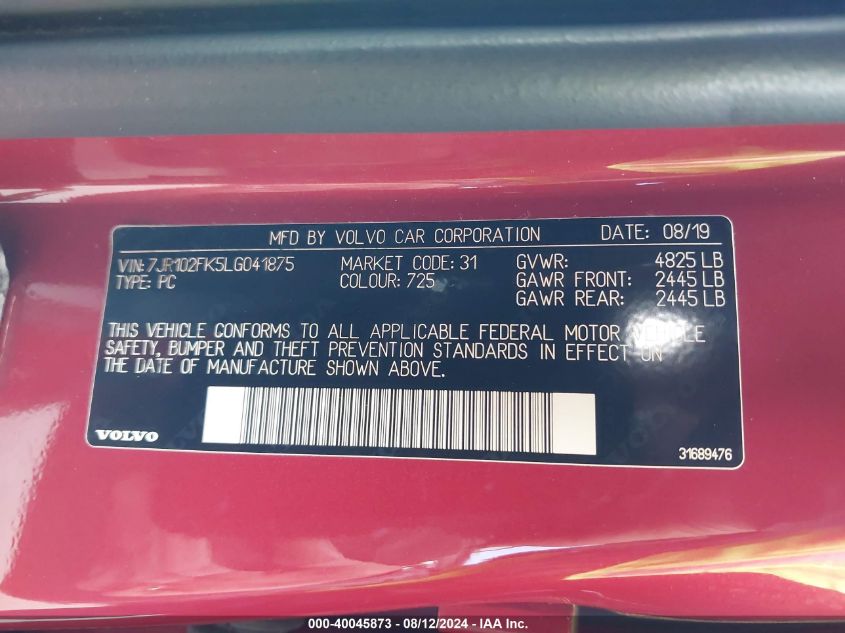 MFD BY VOLVO CAR CORPORATION DATE: 08/19
VIN:7JR102FK5LG041875 MARKET CODE: 31 GVWR: 4825 LB
TYPE: PC COLOUR: 725 GAWR FRONT: 2445 LB
GAWR REAR: 2445 LB
THIS VEHICLE CONFORMS TO ALL APPLICABLE FEDERAL MOTOR VEHICLE
SAFETY, BUMPER AND THEFT PREVENTION STANDARDS IN EFFECT ON
THE DATE OF MANUFACTURE SHOWN ABOVE.
VOLVO
31689476
000-40045873 - 08/12/2024 - IAA Inc.